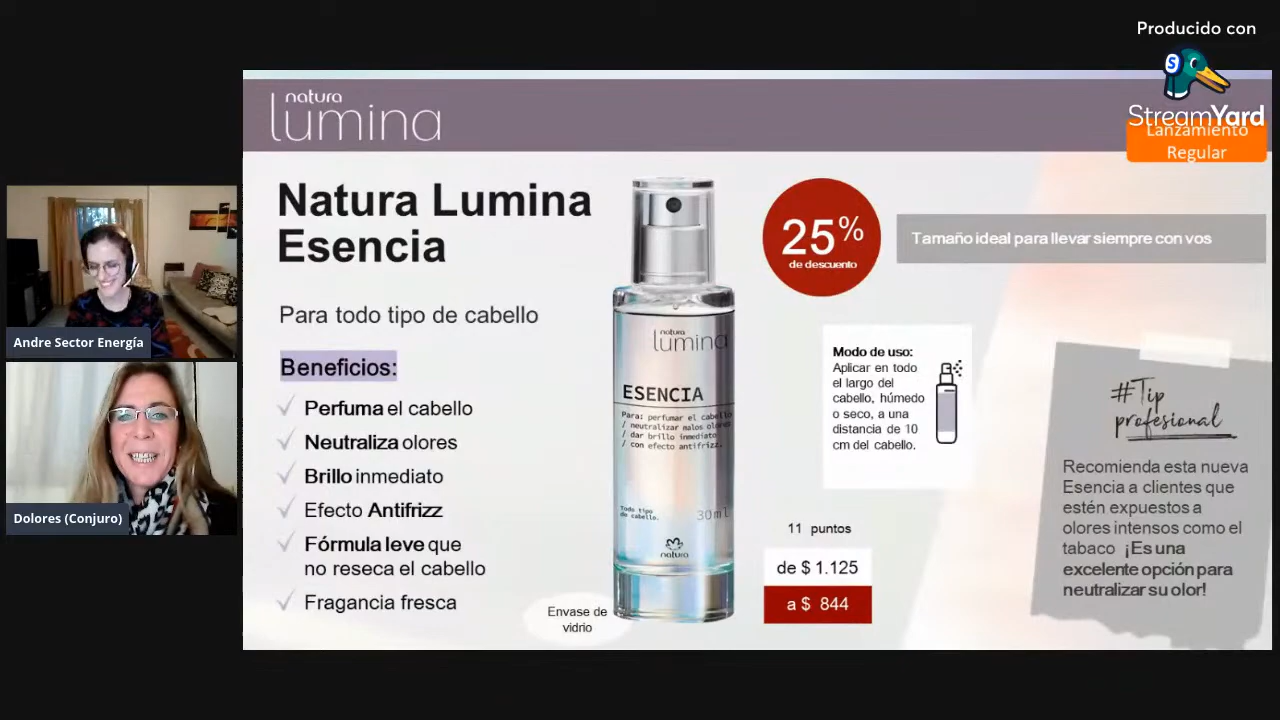 Producido con
StreamYard
Lanzamiento
Regular
natura
lumina
Natura Lumina
Esencia
Para todo tipo de cabello
Beneficios:
Perfuma el cabello
Neutraliza olores
Brillo inmediato
Efecto Antifrizz
Fórmula leve que
no reseca el cabello
Fragancia fresca
natura
lumina
ESENCIA
Para: perfumar el cabello
/ neutralizar malos olores
/ dar brillo inmediato
/ con efecto antifrizz.
Todo tipo
de cabello.
30ml
natura
Envase de
vidrio
25%
de descuento
Tamaño ideal para llevar siempre con vos
Modo de uso:
Aplicar en todo
el largo del
cabello, húmedo
o seco, a una
distancia de 10
cm del cabello.
11 puntos
de $ 1.125
a $ 844
#Tip
profesional
Recomienda esta nueva
Esencia a clientes que
estén expuestos a
olores intensos como el
tabaco ¡Es una
excelente opción para
neutralizar su olor!
Andre Sector Energía
Dolores (Conjuro)